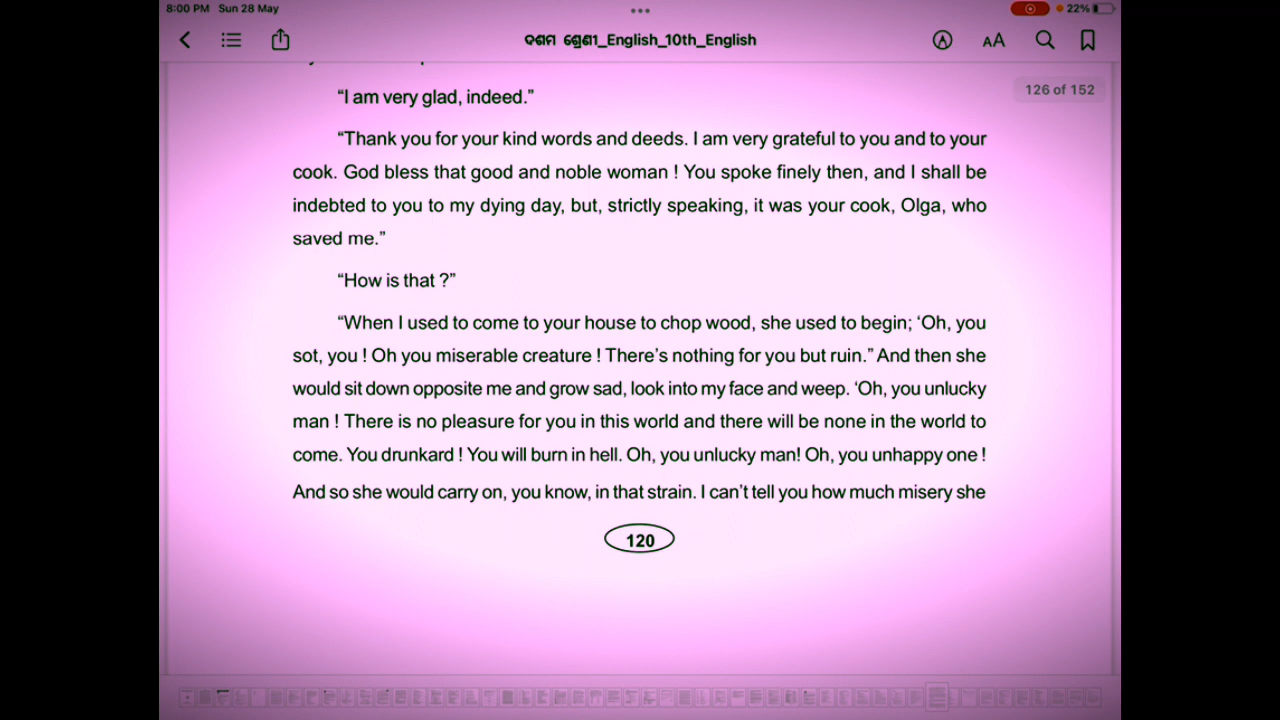 8:00 PM Sun 28 May
22%
ଦଶମ ଶ୍ରେଣୀ_English_10th_English
AA
126 of 152
“I am very glad, indeed.”
“Thank you for your kind words and deeds. I am very grateful to you and to your
cook. God bless that good and noble woman ! You spoke finely then, and I shall be
indebted to you to my dying day, but, strictly speaking, it was your cook, Olga, who
saved me.”
“How is that ?”
“When I used to come to your house to chop wood, she used to begin; ‘Oh, you
sot, you ! Oh you miserable creature ! There’s nothing for you but ruin.” And then she
would sit down opposite me and grow sad, look into my face and weep. ‘Oh, you unlucky
man ! There is no pleasure for you in this world and there will be none in the world to
come. You drunkard ! You will burn in hell. Oh, you unlucky man! Oh, you unhappy one !
And so she would carry on, you know, in that strain. I can’t tell you how much misery she
120